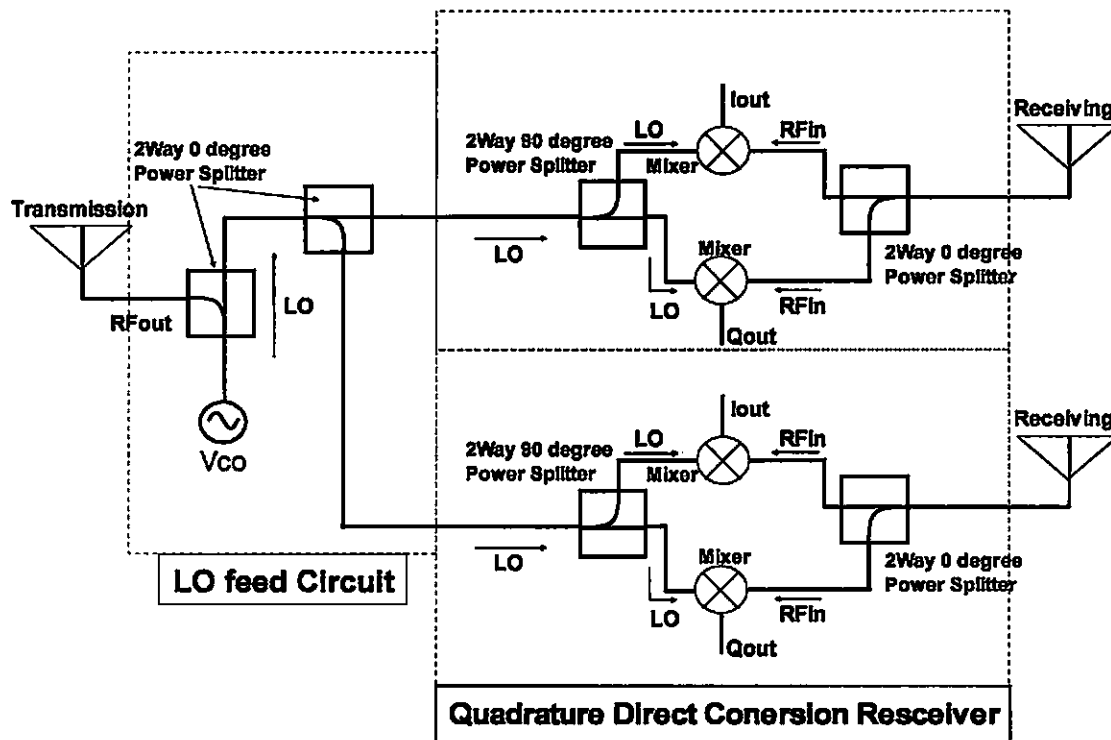 2Way 0 degree
Power Splitter
Transmission
RFout
LO
Vco
LO feed Circuit
2Way 90 degree
Power Splitter
LO
Mixer
Iout
RFin
Receiving
LO
Mixer
LO
RFin
Qout
2Way 0 degree
Power Splitter
2Way 90 degree
Power Splitter
LO
Mixer
Iout
RFin
Receiving
LO
Mixer
LO
RFin
Qout
2Way 0 degree
Power Splitter
Quadrature Direct Conersion Resceiver